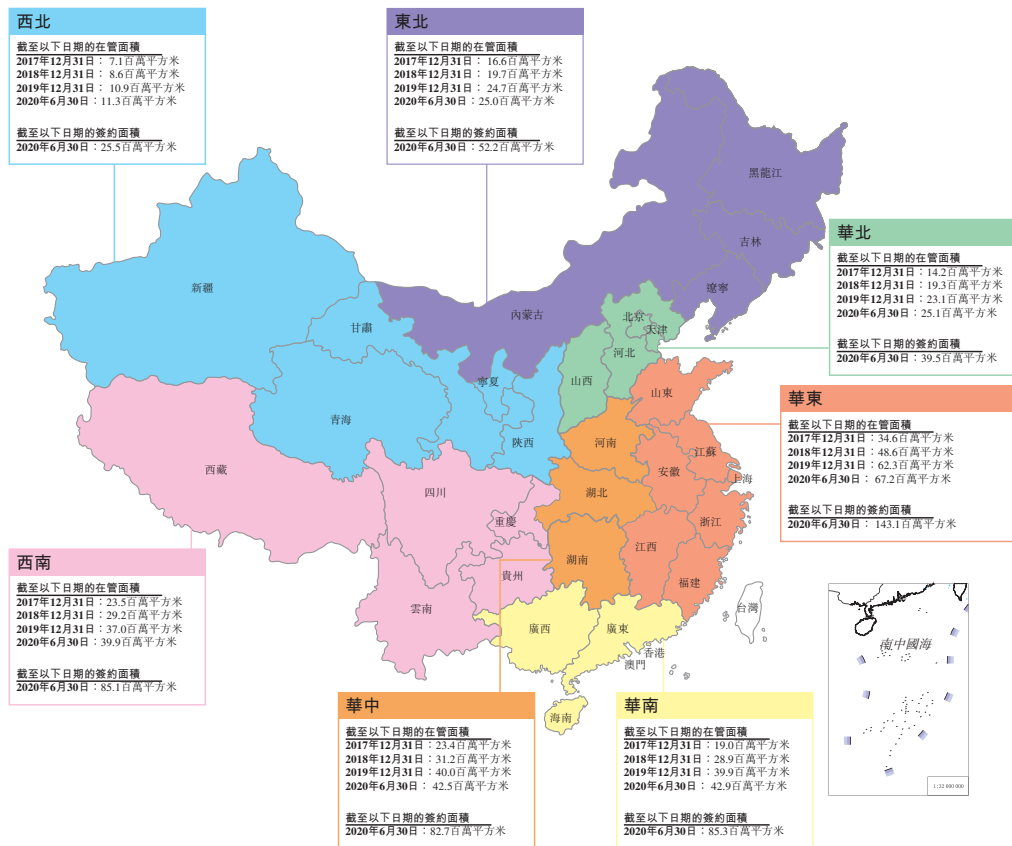 西北
截至以下日期的在管面積
2017年12月31日：7.1百萬平方米
2018年12月31日：8.6百萬平方米
2019年12月31日：10.9百萬平方米
2020年6月30日：11.3百萬平方米
截至以下日期的簽約面積
2020年6月30日：25.5百萬平方米
東北
截至以下日期的在管面積
2017年12月31日：16.6百萬平方米
2018年12月31日：19.7百萬平方米
2019年12月31日：24.7百萬平方米
2020年6月30日：25.0百萬平方米
截至以下日期的簽約面積
2020年6月30日：52.2百萬平方米
華北
截至以下日期的在管面積
2017年12月31日：14.2百萬平方米
2018年12月31日：19.3百萬平方米
2019年12月31日：23.1百萬平方米
2020年6月30日：25.1百萬平方米
截至以下日期的簽約面積
2020年6月30日：39.5百萬平方米
華東
截至以下日期的在管面積
2017年12月31日：34.6百萬平方米
2018年12月31日：48.6百萬平方米
2019年12月31日：62.3百萬平方米
2020年6月30日：67.2百萬平方米
截至以下日期的簽約面積
2020年6月30日：143.1百萬平方米
西南
截至以下日期的在管面積
2017年12月31日：23.5百萬平方米
2018年12月31日：29.2百萬平方米
2019年12月31日：37.0百萬平方米
2020年6月30日：39.9百萬平方米
截至以下日期的簽約面積
2020年6月30日：85.1百萬平方米
華中
截至以下日期的在管面積
2017年12月31日：23.4百萬平方米
2018年12月31日：31.2百萬平方米
2019年12月31日：40.0百萬平方米
2020年6月30日：42.5百萬平方米
截至以下日期的簽約面積
2020年6月30日：82.7百萬平方米
華南
截至以下日期的在管面積
2017年12月31日：19.0百萬平方米
2018年12月31日：28.9百萬平方米
2019年12月31日：39.9百萬平方米
2020年6月30日：42.9百萬平方米
截至以下日期的簽約面積
2020年6月30日：85.3百萬平方米
黑龍江
吉林
遼寧
內蒙古
新疆
甘肅
寧夏
青海
陝西
北京
天津
河北
山西
山東
河南
江蘇
安徽
上海
湖北
浙江
江西
湖南
福建
西藏
四川
重慶
貴州
雲南
廣西
廣東
香港
澳門
海南
台灣
南中國海
1:32 000 000